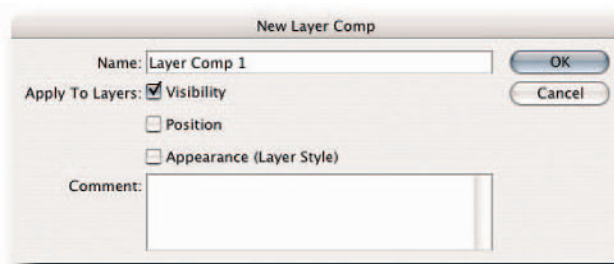 New Layer Comp
Name: Layer Comp 1
OK
Apply To Layers: Visibility
Cancel
Position
Appearance (Layer Style)
Comment: